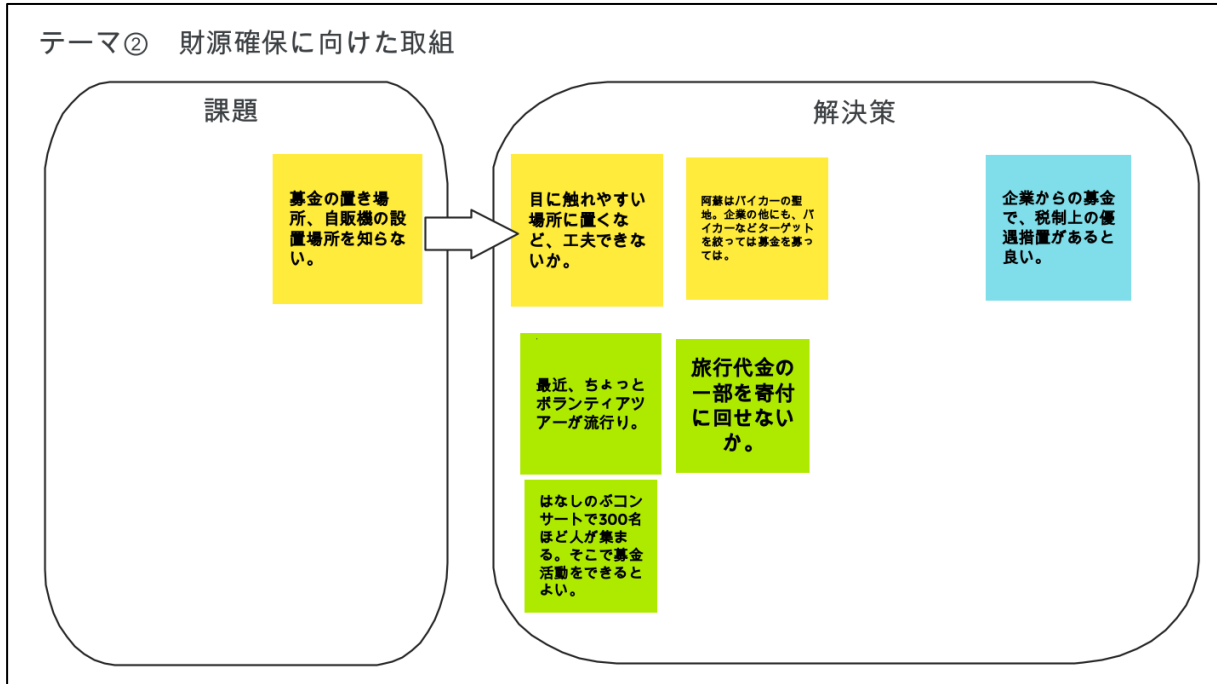 テーマ② 財源確保に向けた取組
課題
募金の置き場
所、自販機の設
置場所を知らな
い。
解決策
目に触れやすい
場所に置くな
ど、工夫できな
いか。
阿蘇はバイカーの聖
地。企業の他にも、バ
イカーなどターゲット
を絞っては募金を募っ
ては。
企業からの募金
で、税制上の優
遇措置があると
良い。
最近、ちょっと
ボランティアツ
アーが流行り。
旅行代金の
一部を寄付
に回せない
か。
はなしのぶコン
サートで300名
ほど人が集ま
る。そこで募金
活動をできると
よい。